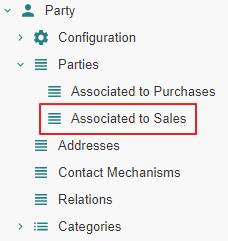 Party
Configuration
Parties
Associated to Purchases
Associated to Sales
Addresses
Contact Mechanisms
Relations
Categories